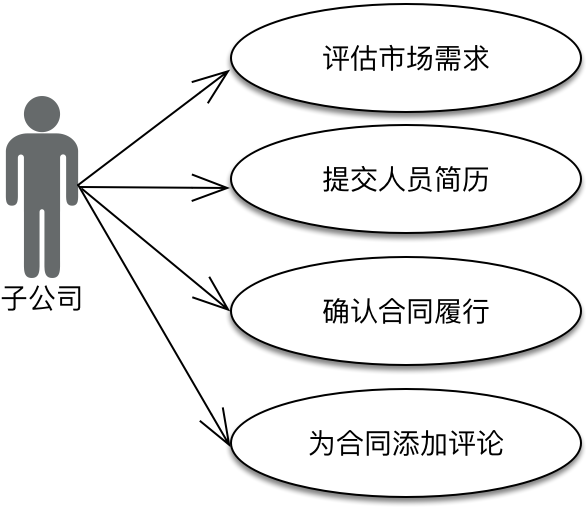 评估市场需求
提交人员简历
子公司
确认合同履行
为合同添加评论